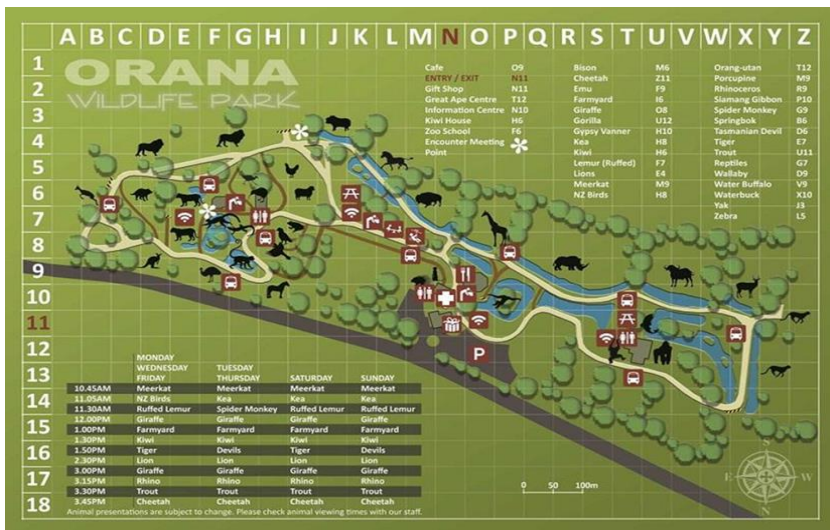 A B C D E F G H I J K L M N O P Q R S T U V W X Y Z
1
2
3
4
5
6
7
8
9
10
11
12
13
14
15
16
17
18
ORANA
WILDLIFE PARK
Cafe O9
ENTRY / EXIT N11
Gift Shop N11
Great Ape Centre T12
Information Centre N10
Kiwi House H6
Zoo School F6
Encounter Meeting
Point
Bison M6
Cheetah Z11
Emu F9
Farmyard I6
Giraffe O8
Gorilla U12
Gypsy Vanner H10
Kea H8
Kiwi H6
Lemur (Ruffed) F7
Lions E4
Meerkat M9
NZ Birds H8
Orang-utan T12
Porcupine M9
Rhinoceros R9
Siamang Gibbon P10
Spider Monkey G9
Springbok B6
Tasmanian Devil D6
Tiger E7
Trout U11
Reptiles G7
Wallaby D9
Water Buffalo V9
Waterbuck X10
Yak J3
Zebra L5
P
MONDAY
WEDNESDAY TUESDAY
FRIDAY THURSDAY SATURDAY SUNDAY
10.45AM Meerkat Meerkat Meerkat Meerkat
11.05AM NZ Birds Kea Kea Kea
11.30AM Ruffed Lemur Spider Monkey Ruffed Lemur Ruffed Lemur
12.00PM Giraffe Giraffe Giraffe Giraffe
1.00PM Farmyard Farmyard Farmyard Farmyard
1.30PM Kiwi Kiwi Kiwi Kiwi
1.50PM Tiger Devils Tiger Devils
2.30PM Lion Lion Lion Lion
3.00PM Giraffe Giraffe Giraffe Giraffe
3.15PM Rhino Rhino Rhino Rhino
3.30PM Trout Trout Trout Trout
3.45PM Cheetah Cheetah Cheetah Cheetah
Animal presentations are subject to change. Please check animal viewing times with our staff.
0 50 100m
S
E W
N